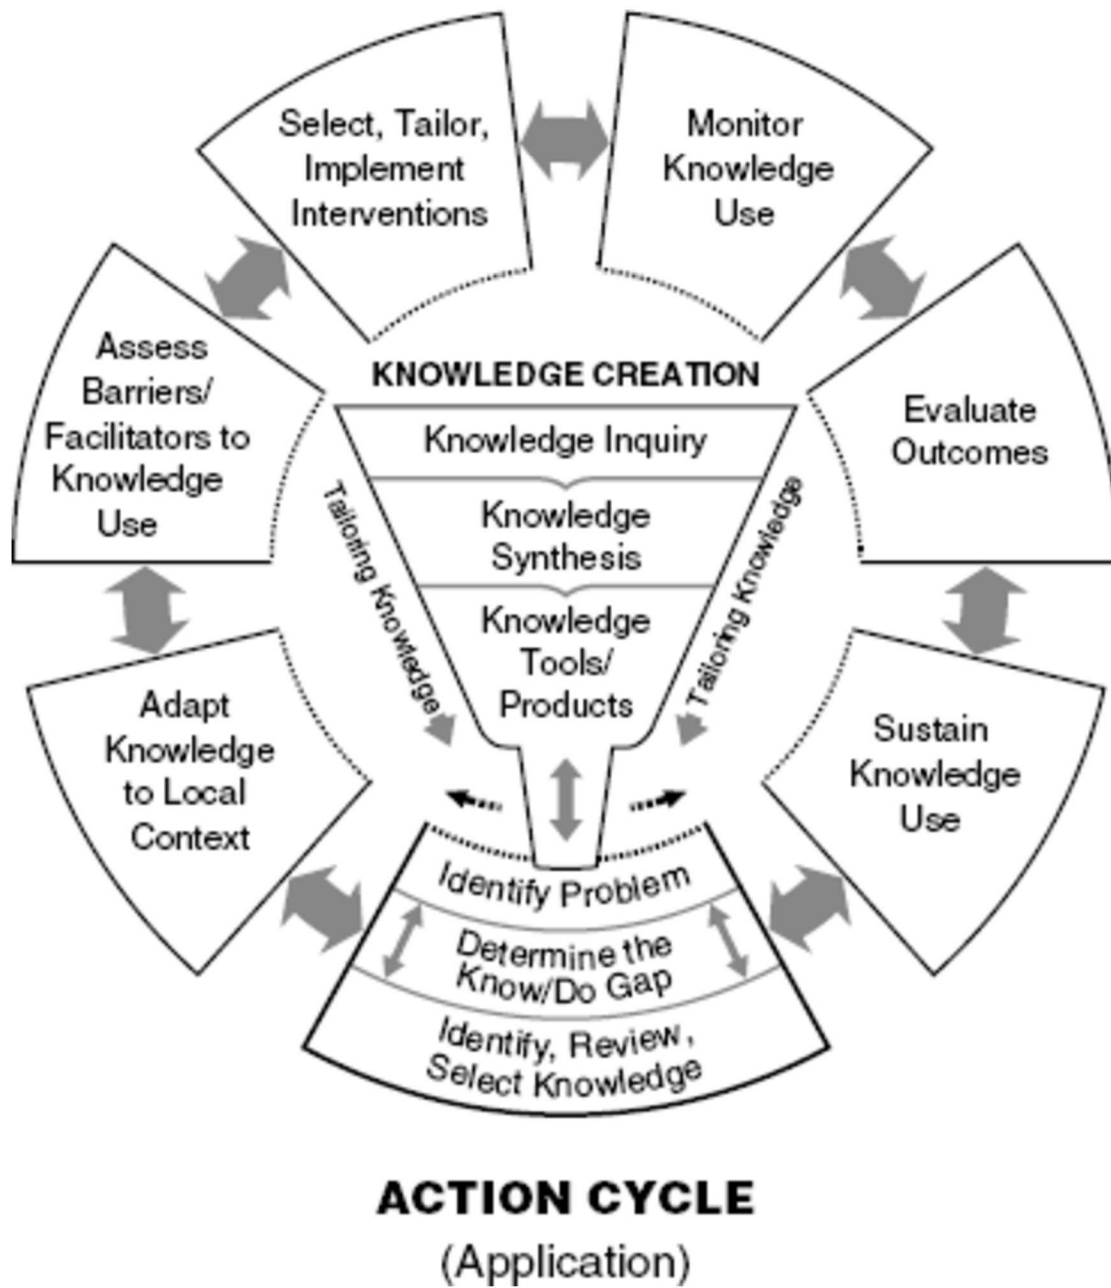 Select, Tailor,
Implement
Interventions
Monitor
Knowledge
Use
Assess
Barriers/
Facilitators to
Knowledge
Use
KNOWLEDGE CREATION
Knowledge Inquiry
Knowledge
Synthesis
Knowledge
Tools/
Products
Tailoring Knowledge
Tailoring Knowledge
Evaluate
Outcomes
Adapt
Knowledge
to Local
Context
Sustain
Knowledge
Use
Identify Problem
Determine the
Know/Do Gap
Identify, Review,
Select Knowledge
ACTION CYCLE
(Application)